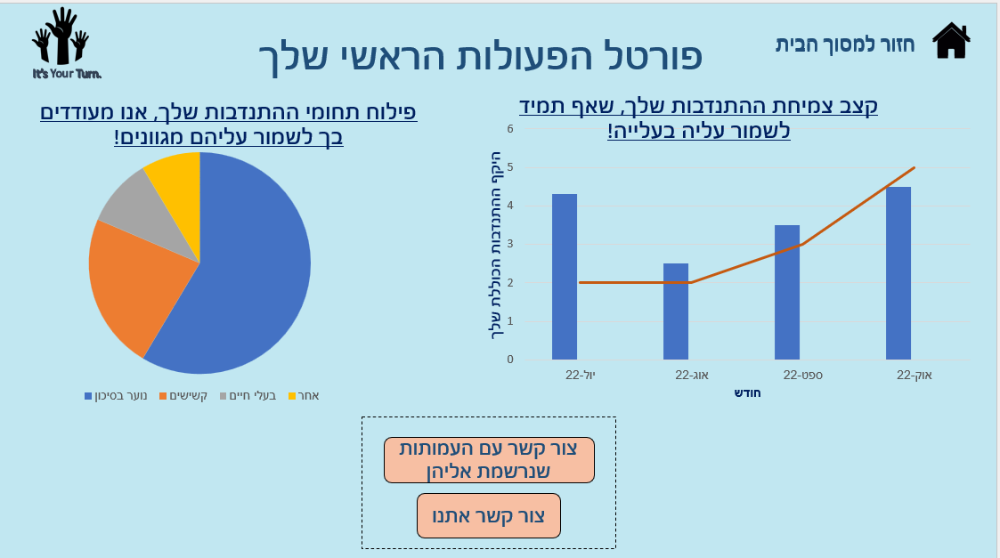 חזור למסוך הבית
It's Your Turn.
פורטל הפעולות הראשי שלך
קצב צמיחת ההתנדבות שלך, שאף תמיד
לשמור עליה בעלייה!
היקף ההתנדבות הכוללת שלך
6
5
4
3
2
1
0
יול-22
אוג-22
ספט-22
אוק-22
חודש
פילוח תחומי ההתנדבות שלך, אנו מעודדים
בך לשמור עליהם מגוונים!
נוער בסיכון
קשישים
בעלי חיים
אחר
צור קשר עם העמותות
שנרשמת אליהן
צור קשר אתנו